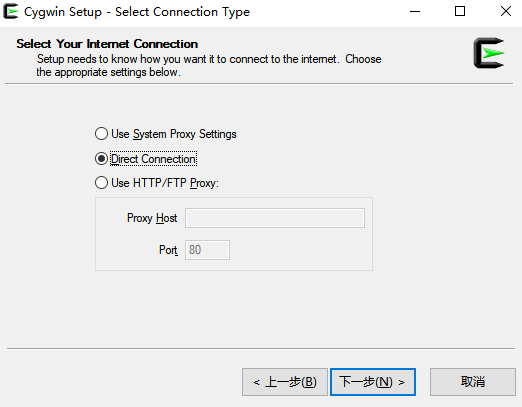 Cygwin Setup - Select Connection Type
Select Your Internet Connection
Setup needs to know how you want it to connect to the internet.  Choose
the appropriate settings below.
Use System Proxy Settings
Direct Connection
Use HTTP/FTP Proxy:
Proxy Host
Port 80
< 上一步(B)
下一步(N) >
取消